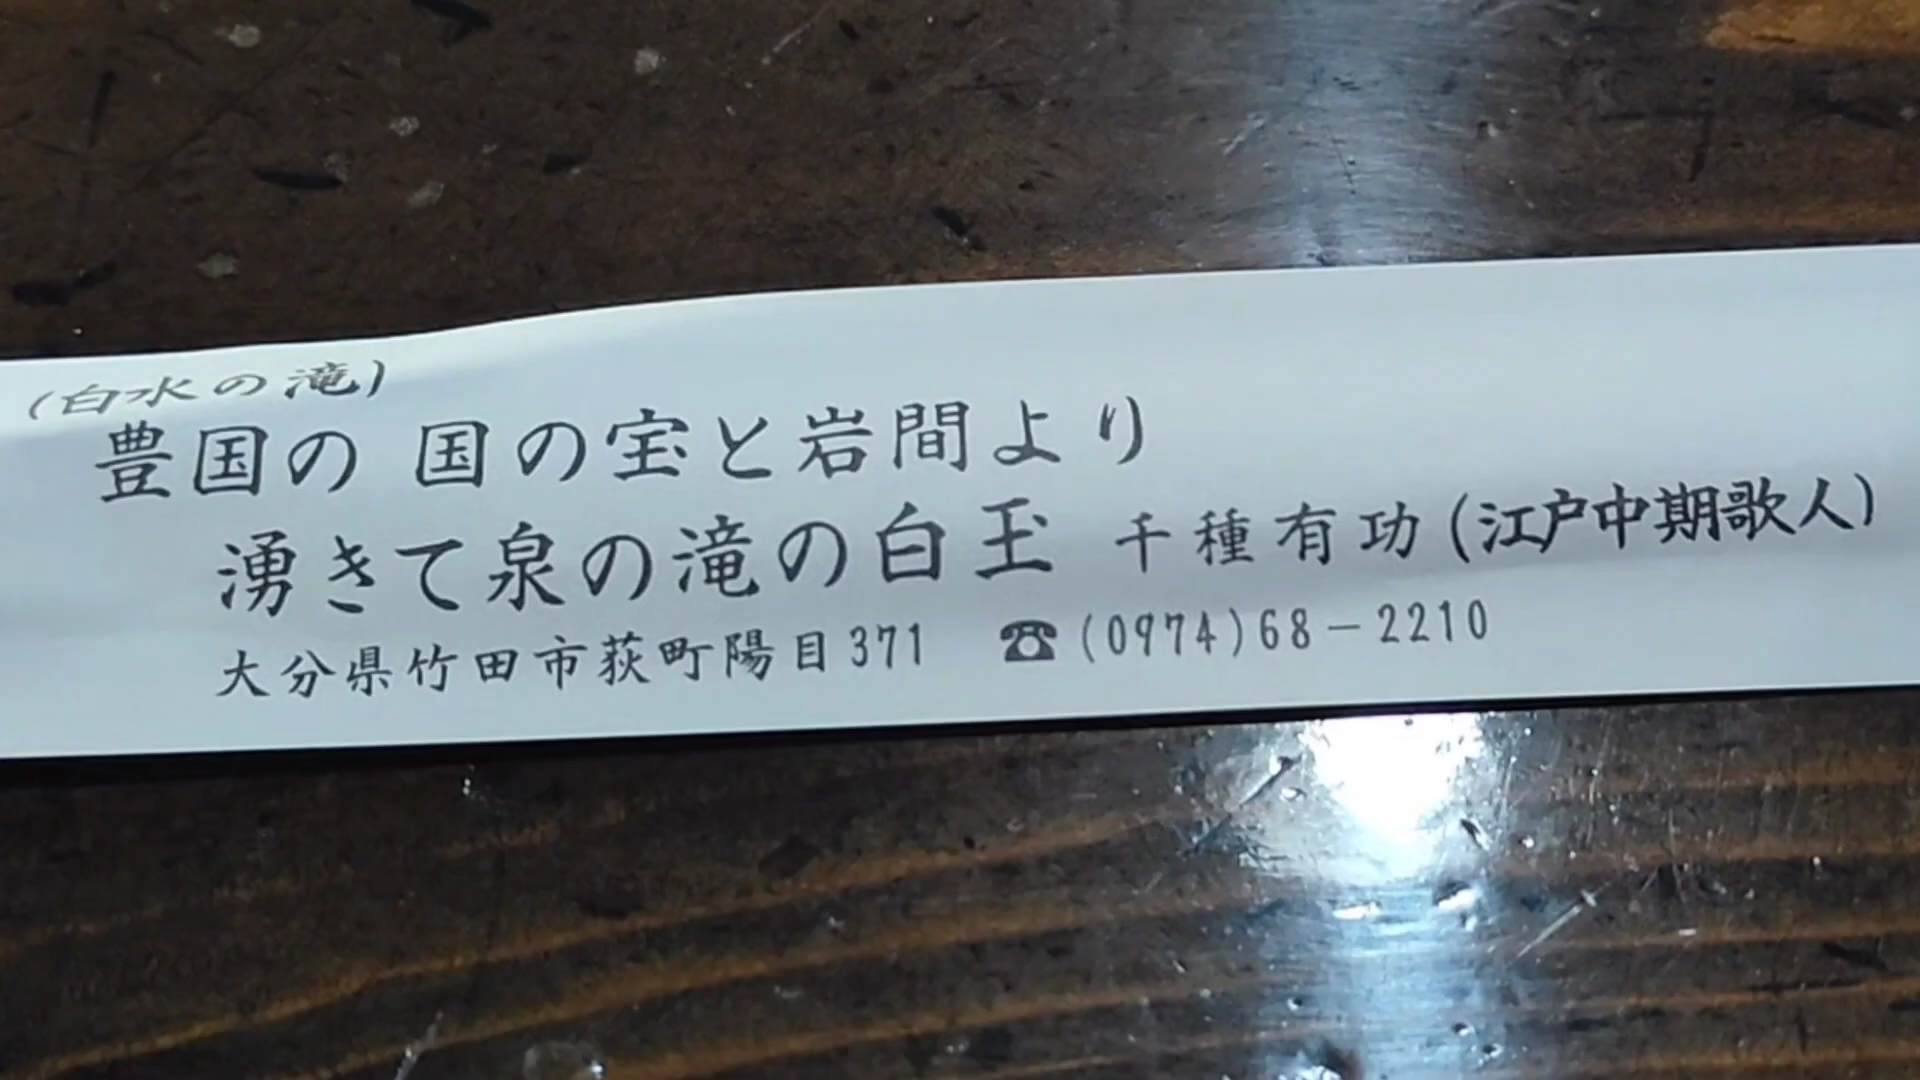 (白水の滝)
豊国の 国の宝と岩間より
湧きて泉の滝の白玉 千種有功(江戸中期歌人)
大分県竹田市荻町陽目371 ☎(0974)68-2210